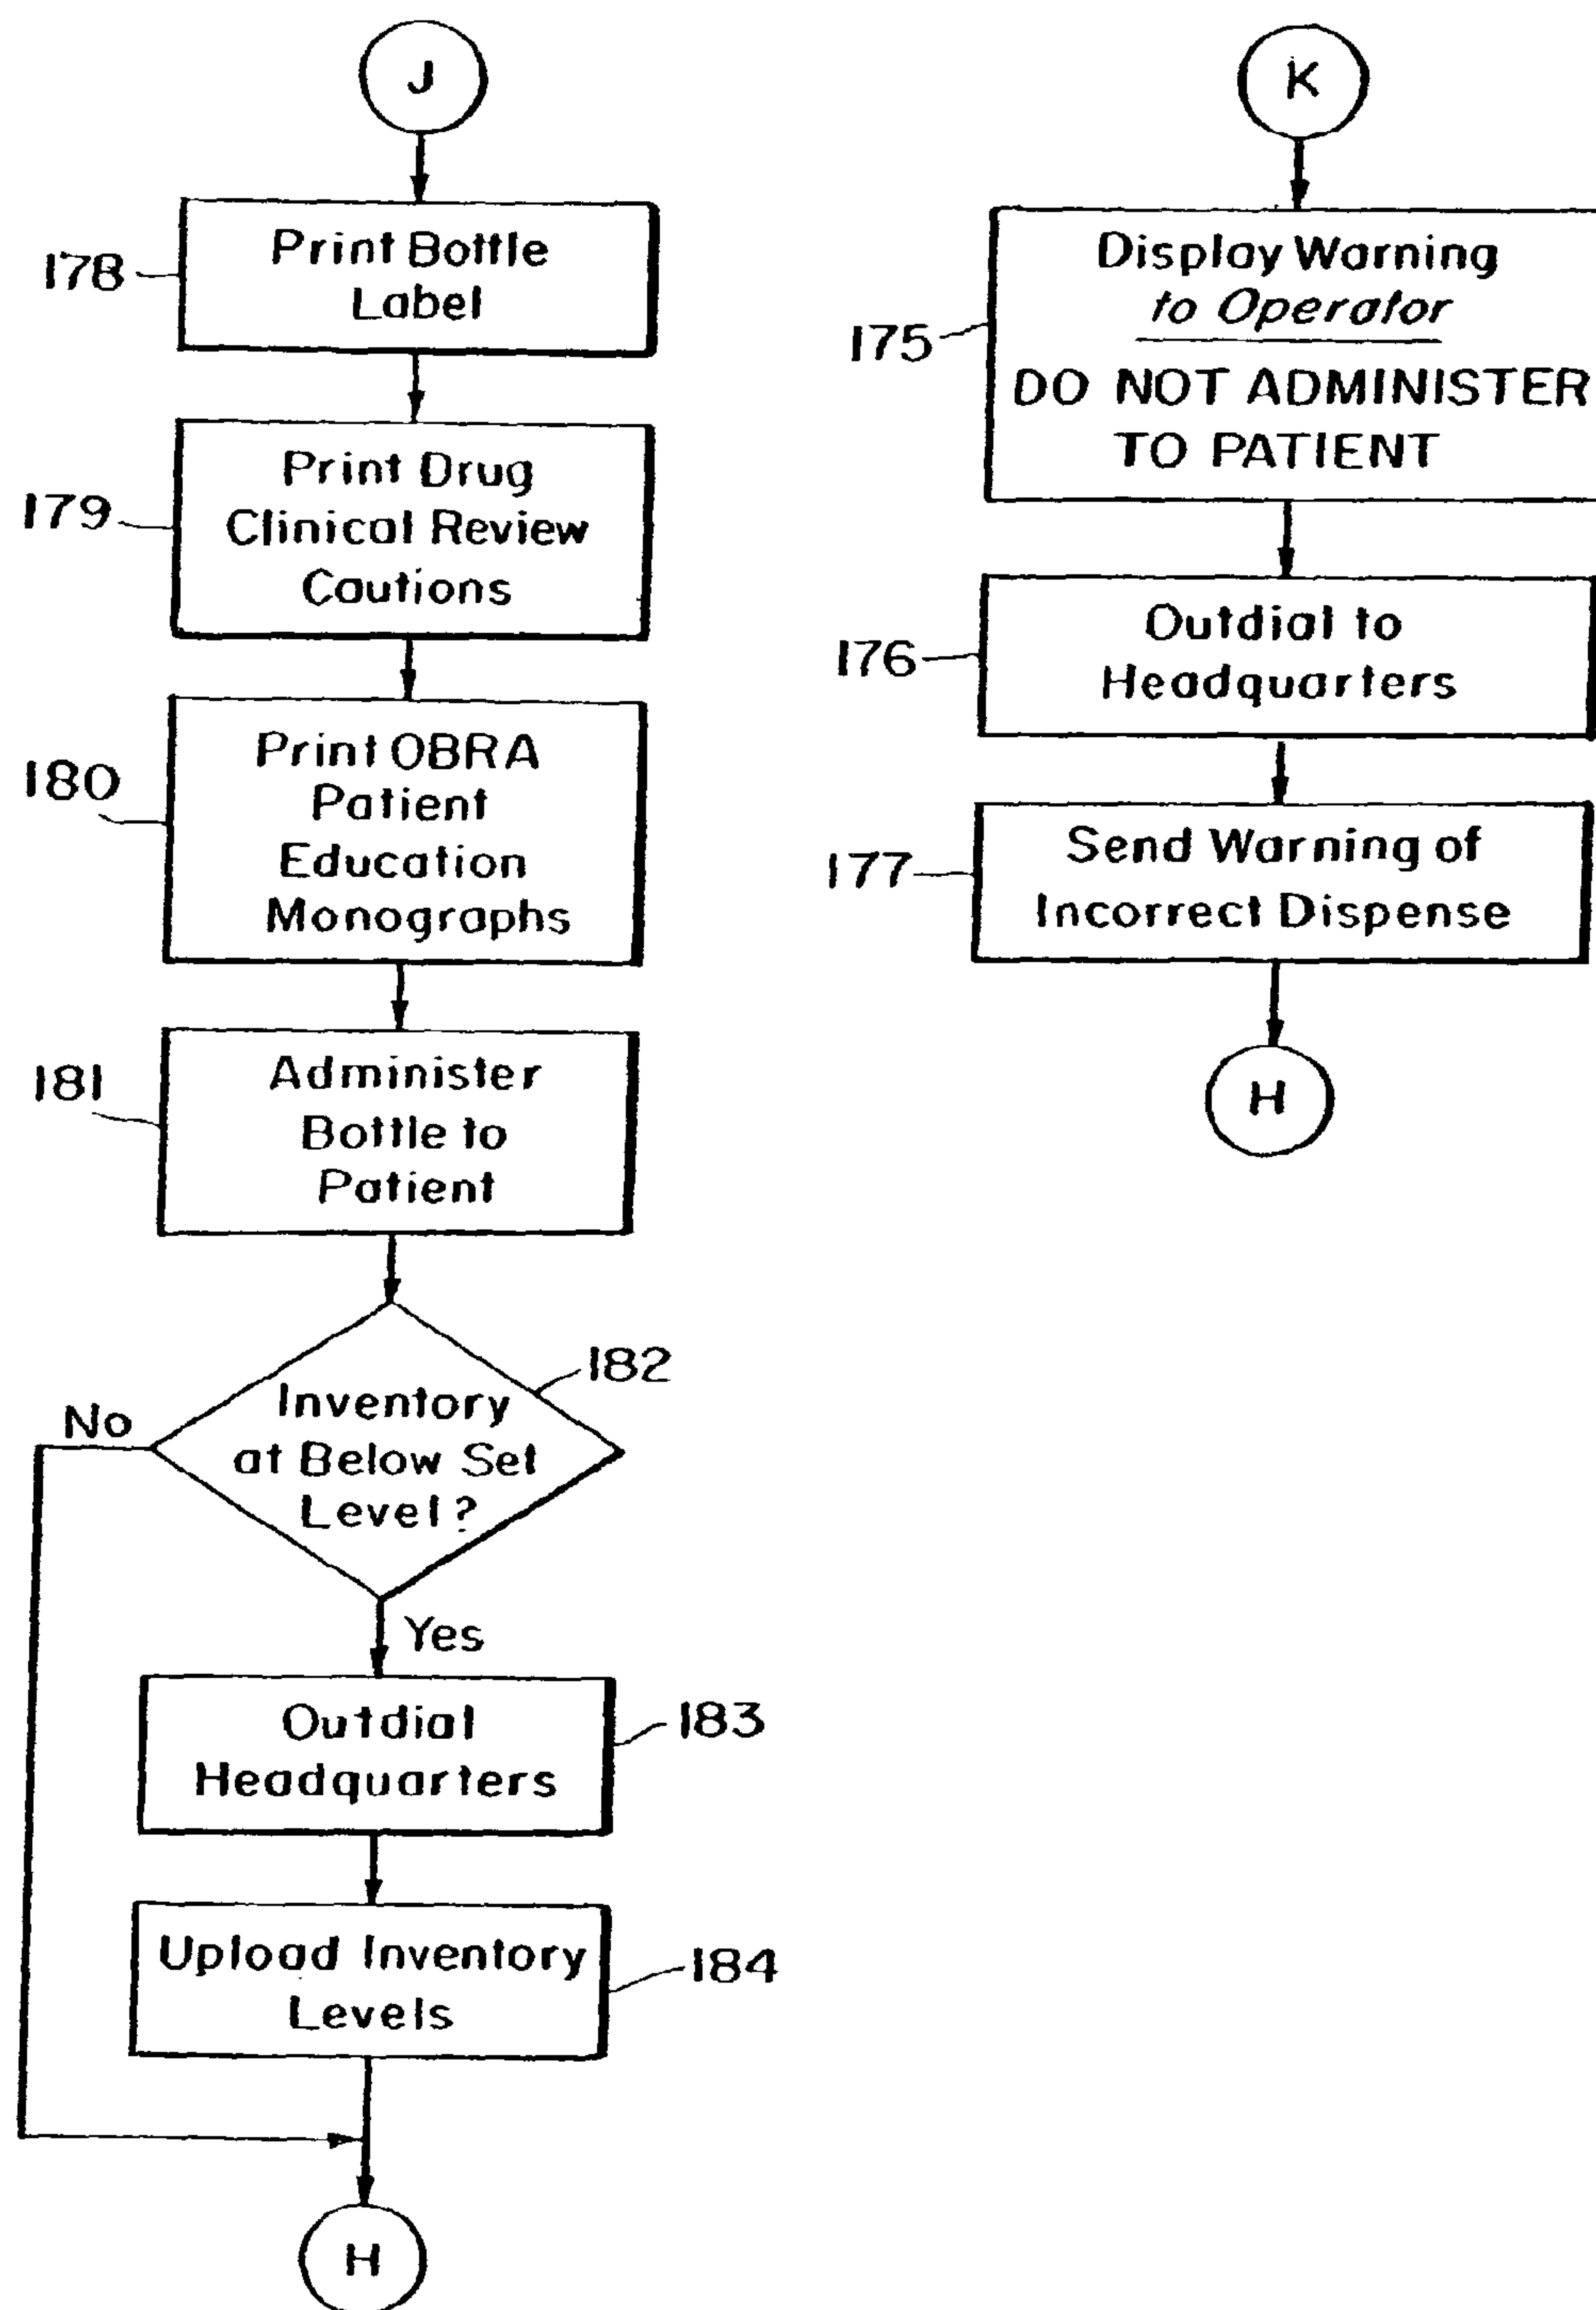 J
178
Print Bottle
Label
179
Print Drug
Clinical Review
Cautions
180
Print OBRA
Patient
Education
Monographs
181
Administer
Bottle to
Patient
182
Inventory
at Below Set
Level?
No
Yes
Outdial
Headquarters
183
Upload Inventory
Levels
184
H
K
175
Display Warning
to Operator
DO NOT ADMINISTER
TO PATIENT
176
Outdial to
Headquarters
177
Send Warning of
Incorrect Dispense
H